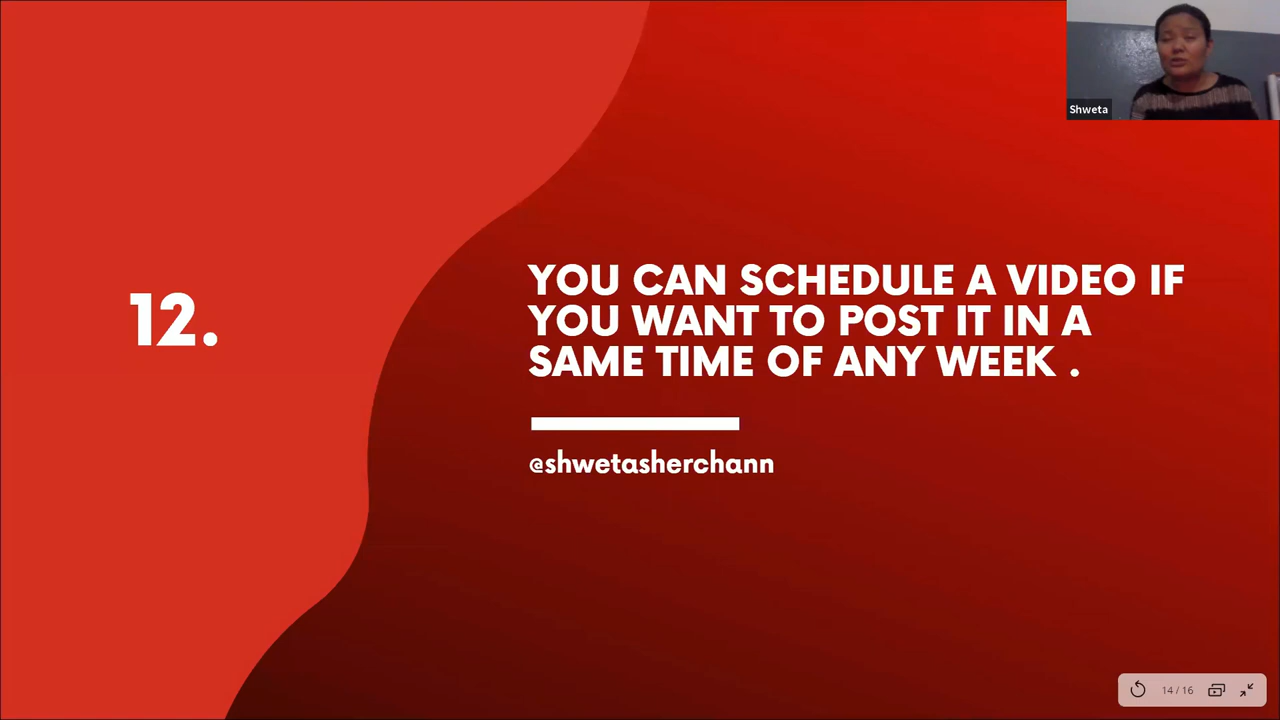 Shweta
12.
YOU CAN SCHEDULE A VIDEO IF
YOU WANT TO POST IT IN A
SAME TIME OF ANY WEEK .
@shwetasherchann
14 / 16